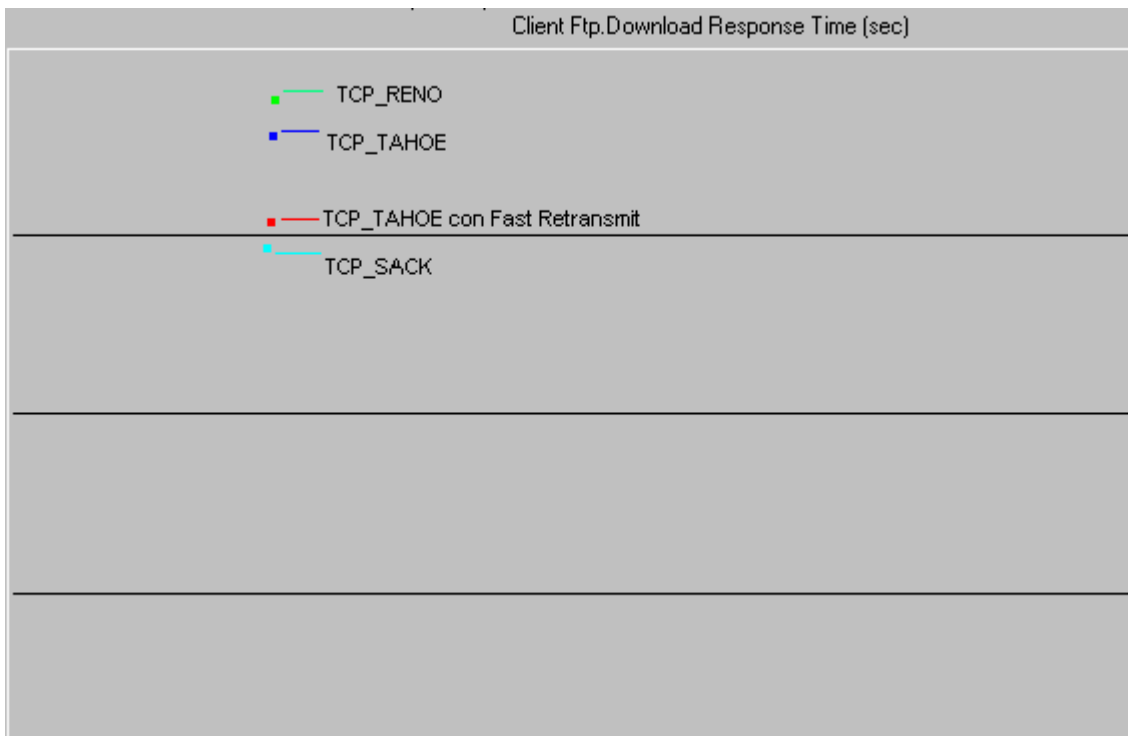 Client Ftp.Download Response Time (sec)
TCP_RENO
TCP_TAHOE
TCP_TAHOE con Fast Retransmit
TCP_SACK